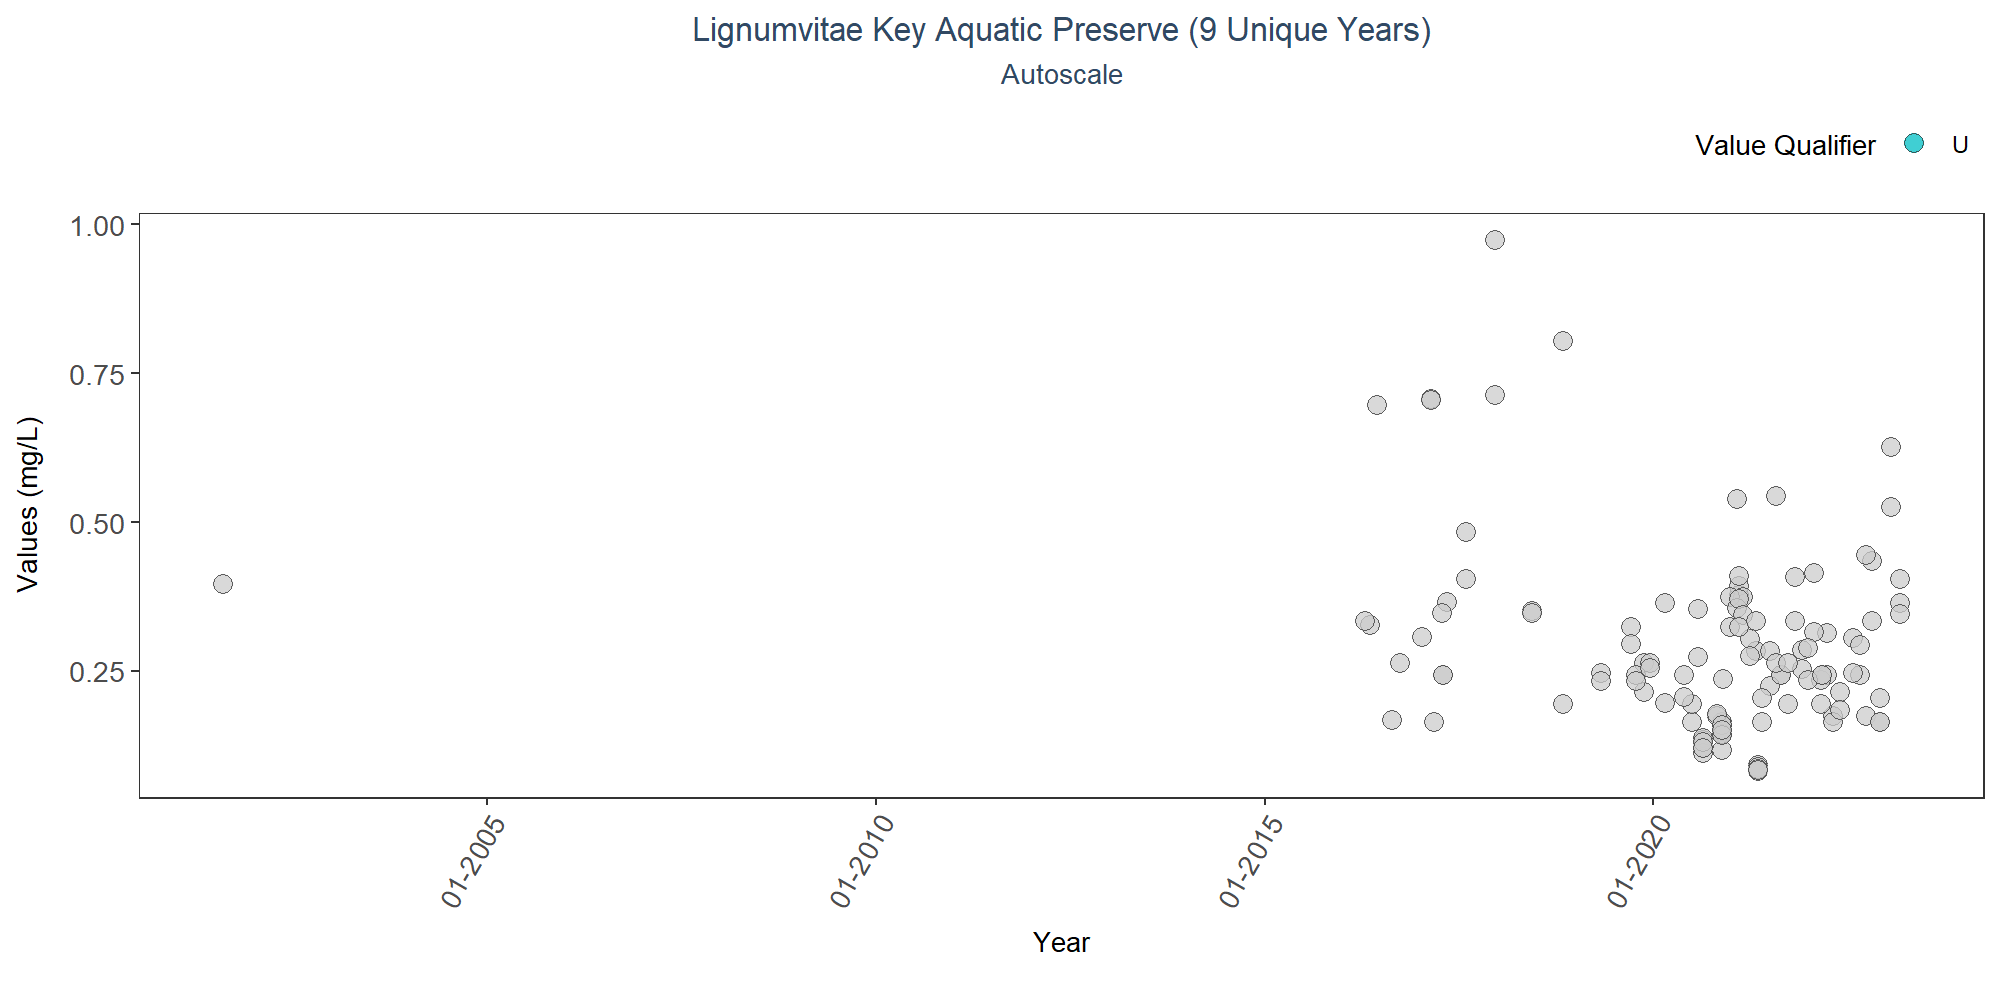 Lignumvitae Key Aquatic Preserve (9 Unique Years)
Autoscale
Value Qualifier U
1.00
0.75
0.50
0.25
Values (mg/L)
01-2005
01-2010
01-2015
01-2020
Year